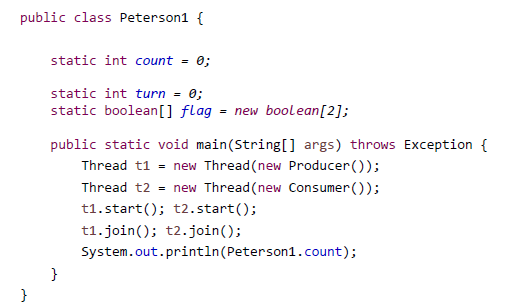 public class Peterson1 {
static int count = 0;
static int turn = 0;
static boolean[] flag = new boolean[2];
public static void main(String[] args) throws Exception {
Thread t1 = new Thread(new Producer());
Thread t2 = new Thread(new Consumer());
t1.start(); t2.start();
t1.join(); t2.join();
System.out.println(Peterson1.count);
}
}